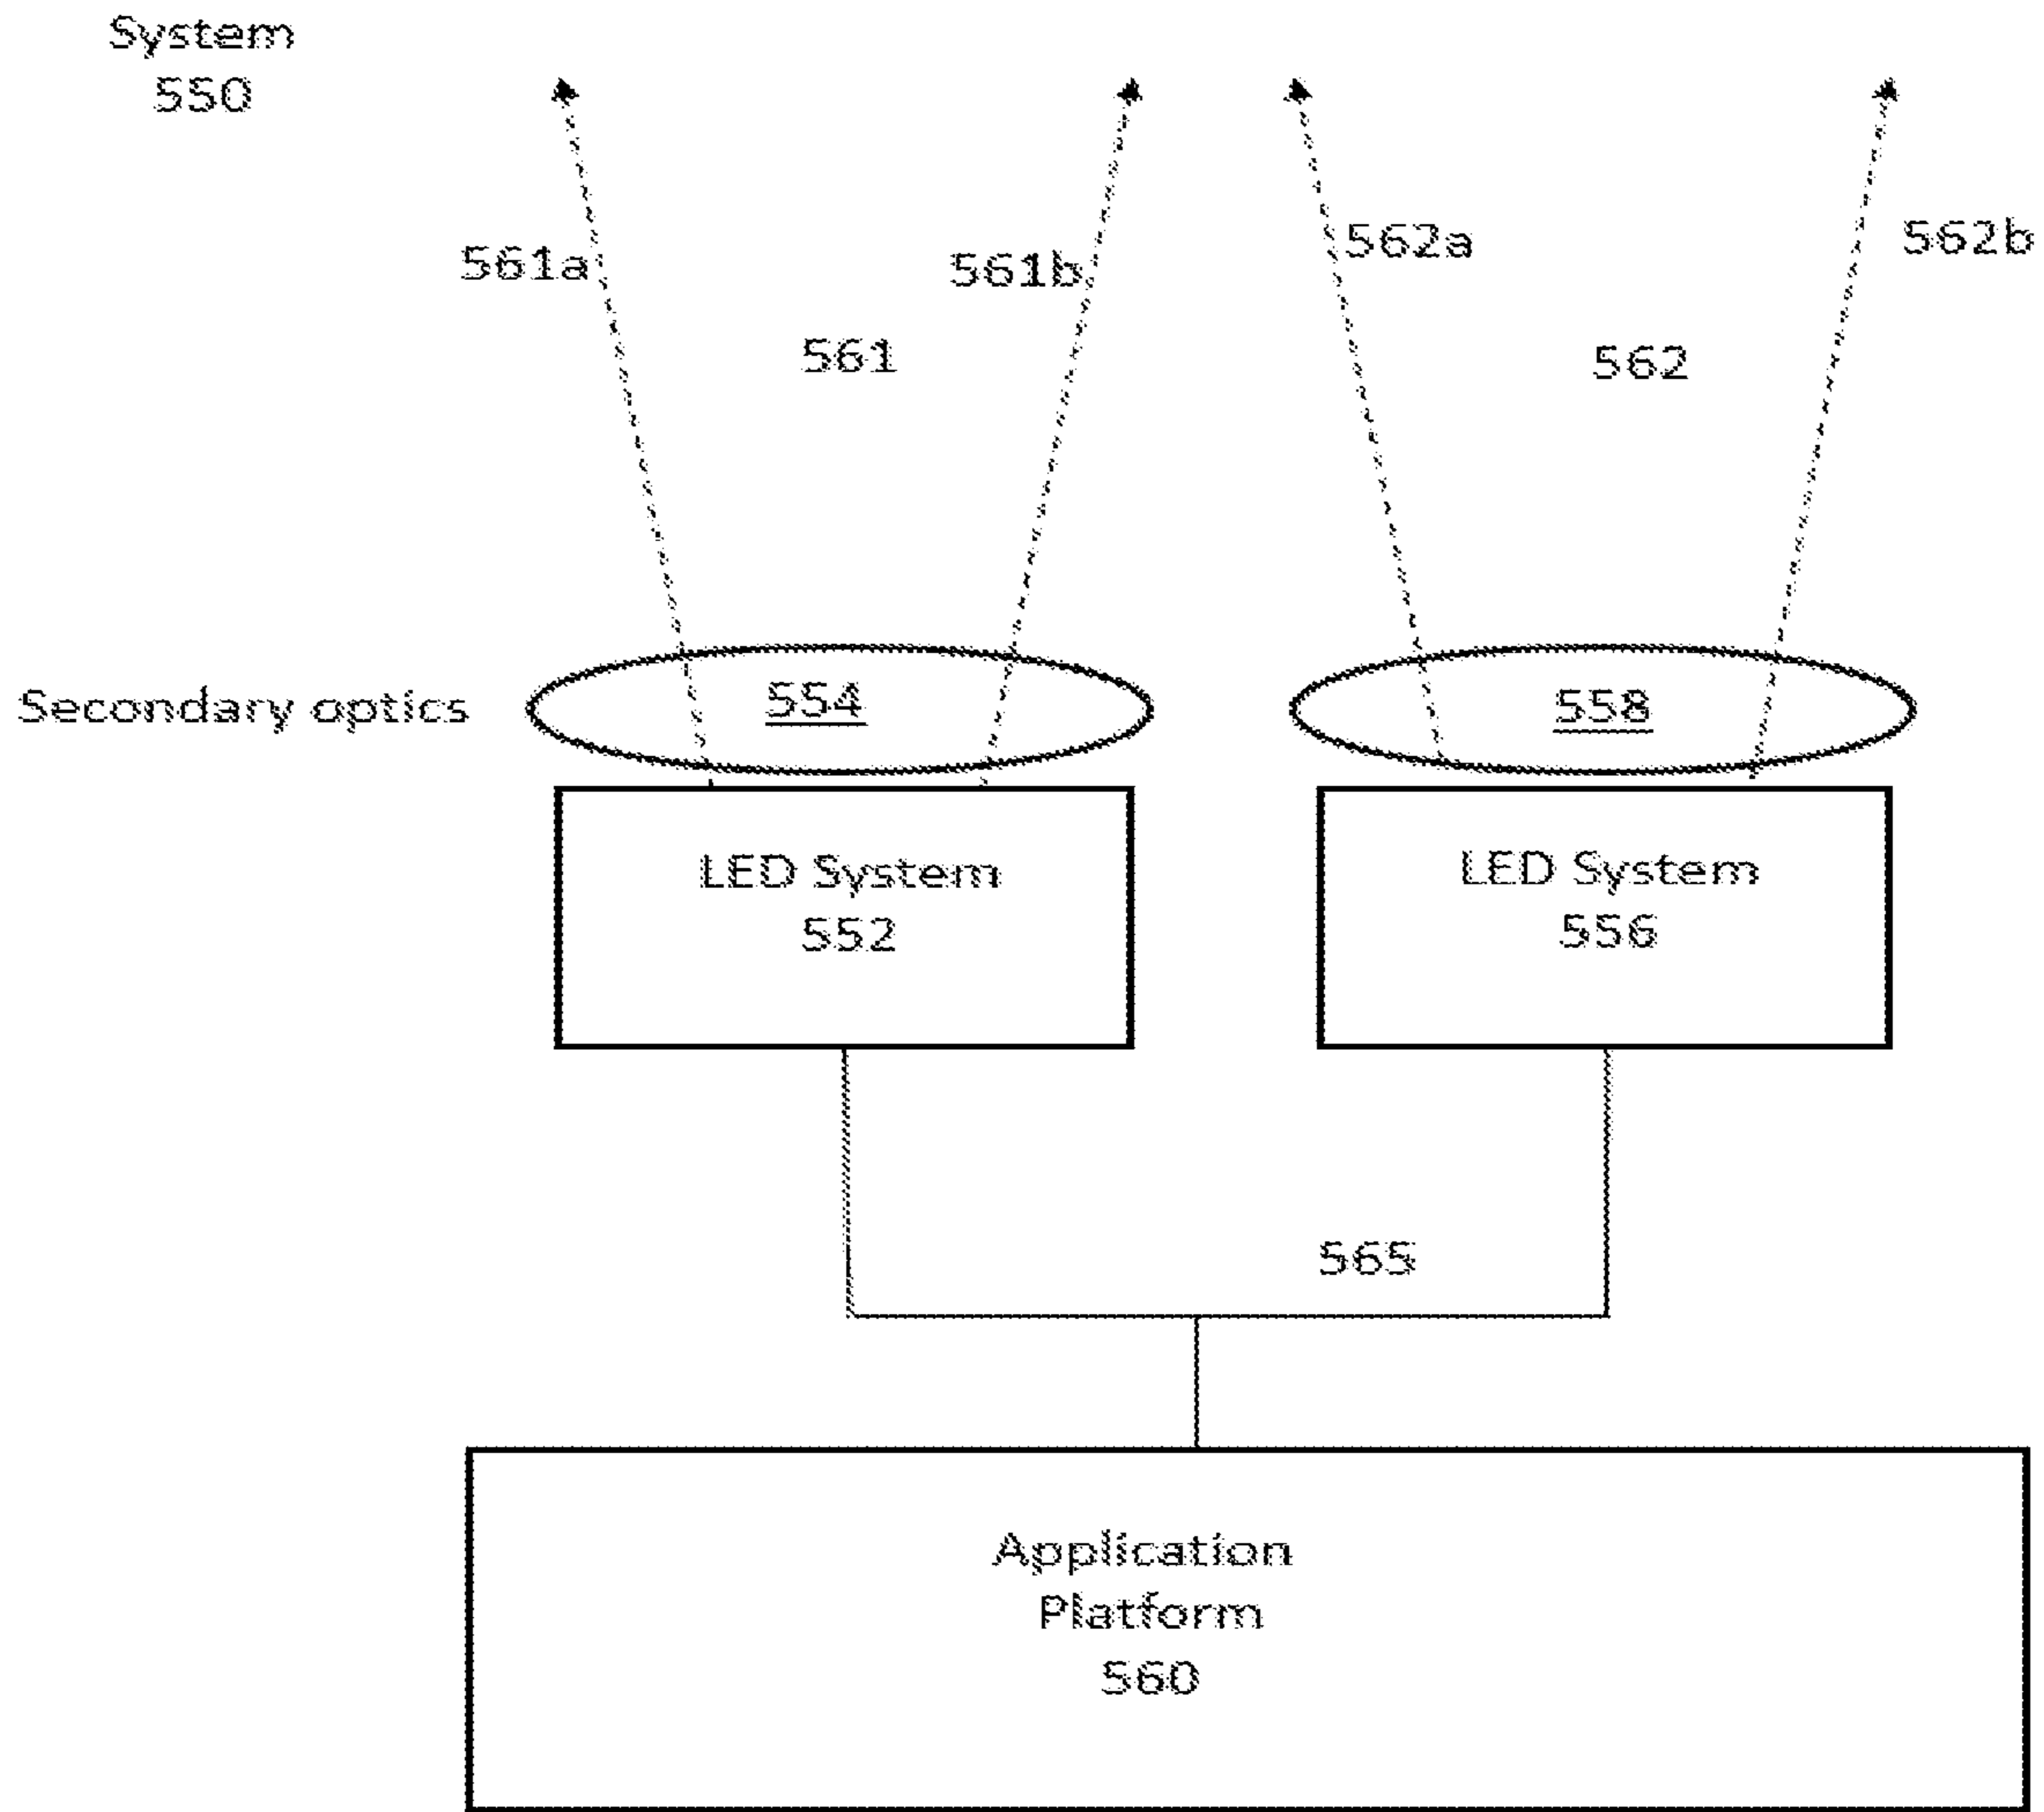 System
550
561a
561b
562a
562b
561
562
Secondary optics
554
558
LED System
552
LED System
556
565
Application
Platform
560